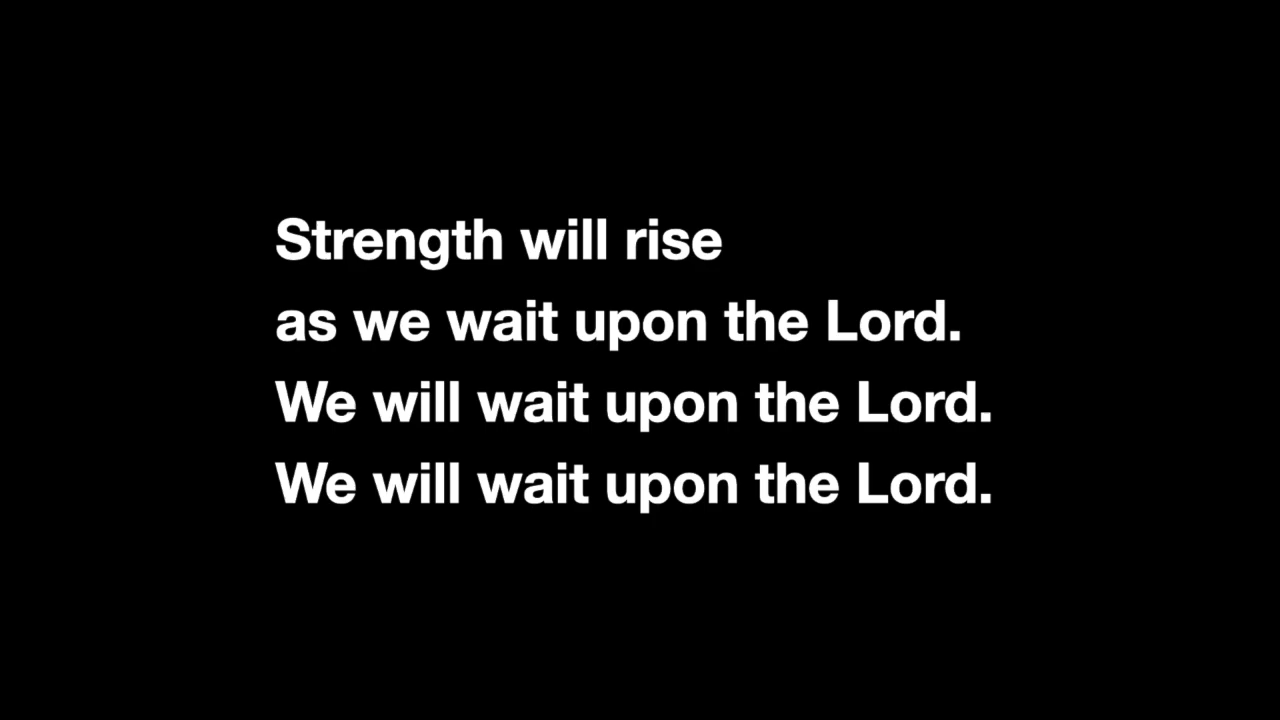 Strength will rise
as we wait upon the Lord.
We will wait upon the Lord.
We will wait upon the Lord.